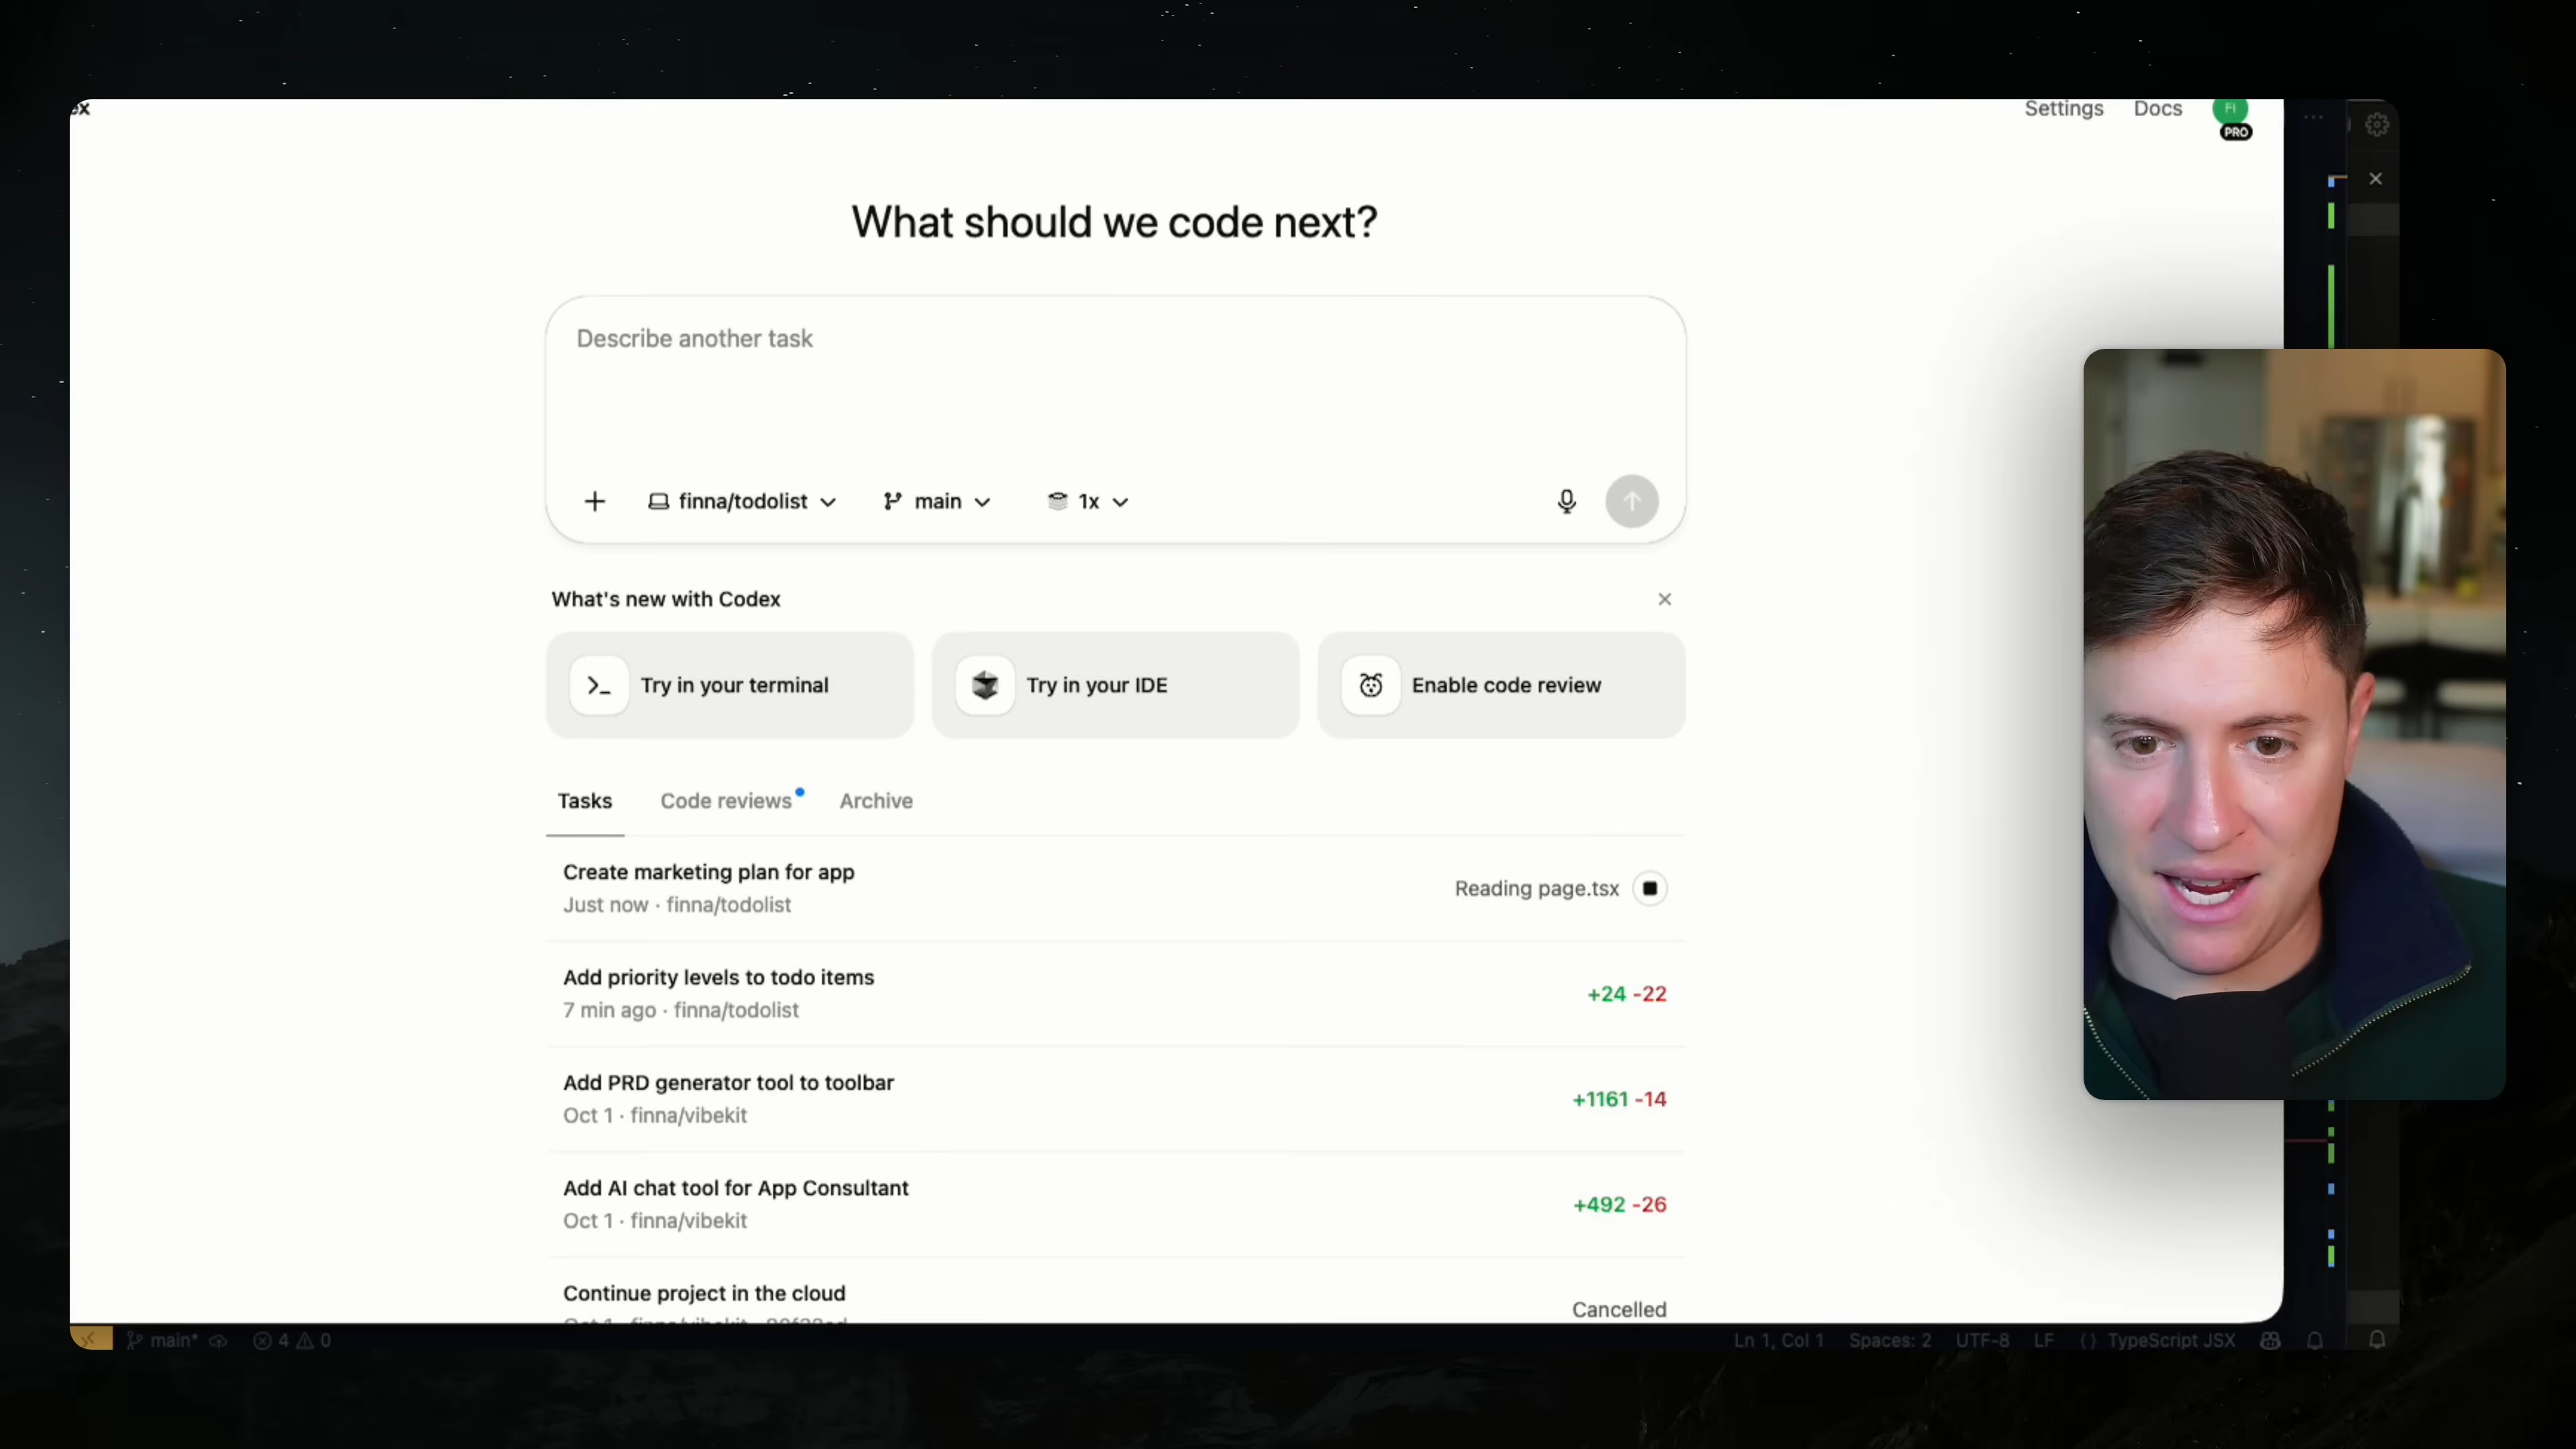 ex
Settings Docs FI
PRO
What should we code next?
Describe another task
finna/todolist main 1x
What's new with Codex
Try in your terminal Try in your IDE Enable code review
Tasks Code reviews Archive
Create marketing plan for app
Just now · finna/todolist
Reading page.tsx
Add priority levels to todo items
7 min ago · finna/todolist
+24 -22
Add PRD generator tool to toolbar
Oct 1 · finna/vibekit
+1161 -14
Add AI chat tool for App Consultant
Oct 1 · finna/vibekit
+492 -26
Continue project in the cloud
Cancelled
main* 4 0 Ln 1, Col 1 Spaces: 2 UTF-8 LF {} TypeScript JSX